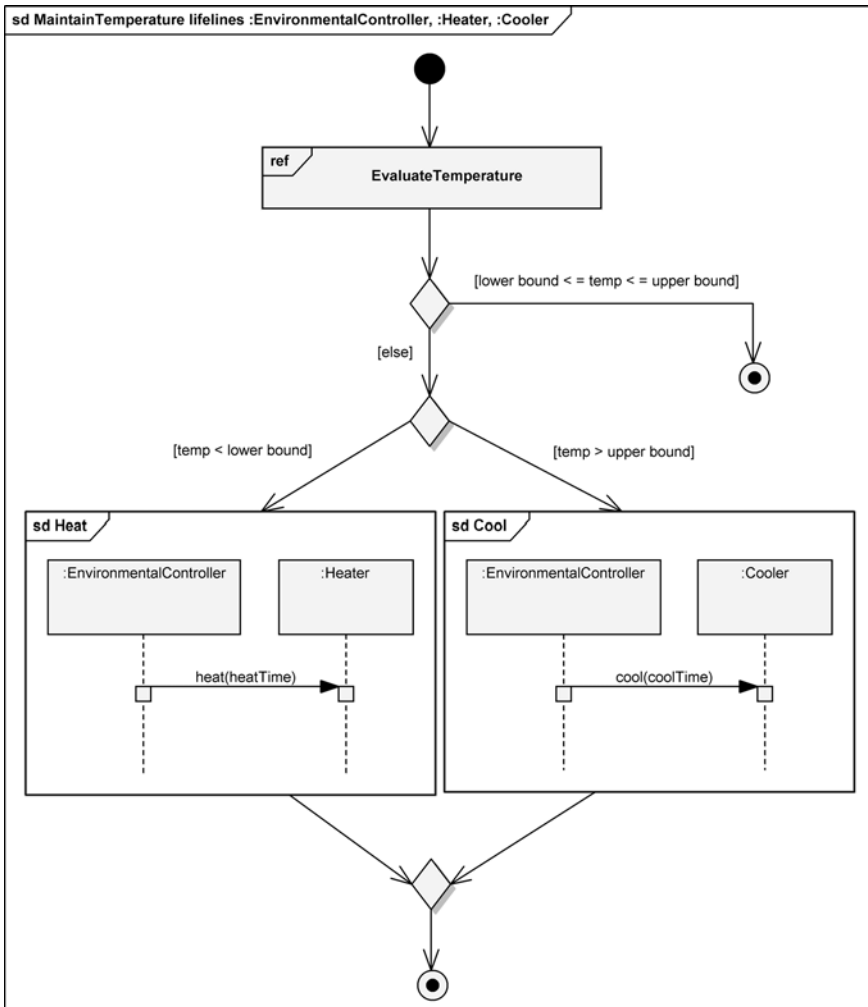 sd MaintainTemperature lifelines :EnvironmentalController, :Heater, :Cooler
ref
EvaluateTemperature
[lower bound < = temp < = upper bound]
[else]
[temp < lower bound]
[temp > upper bound]
sd Heat
:EnvironmentalController
:Heater
heat(heatTime)
sd Cool
:EnvironmentalController
:Cooler
cool(coolTime)